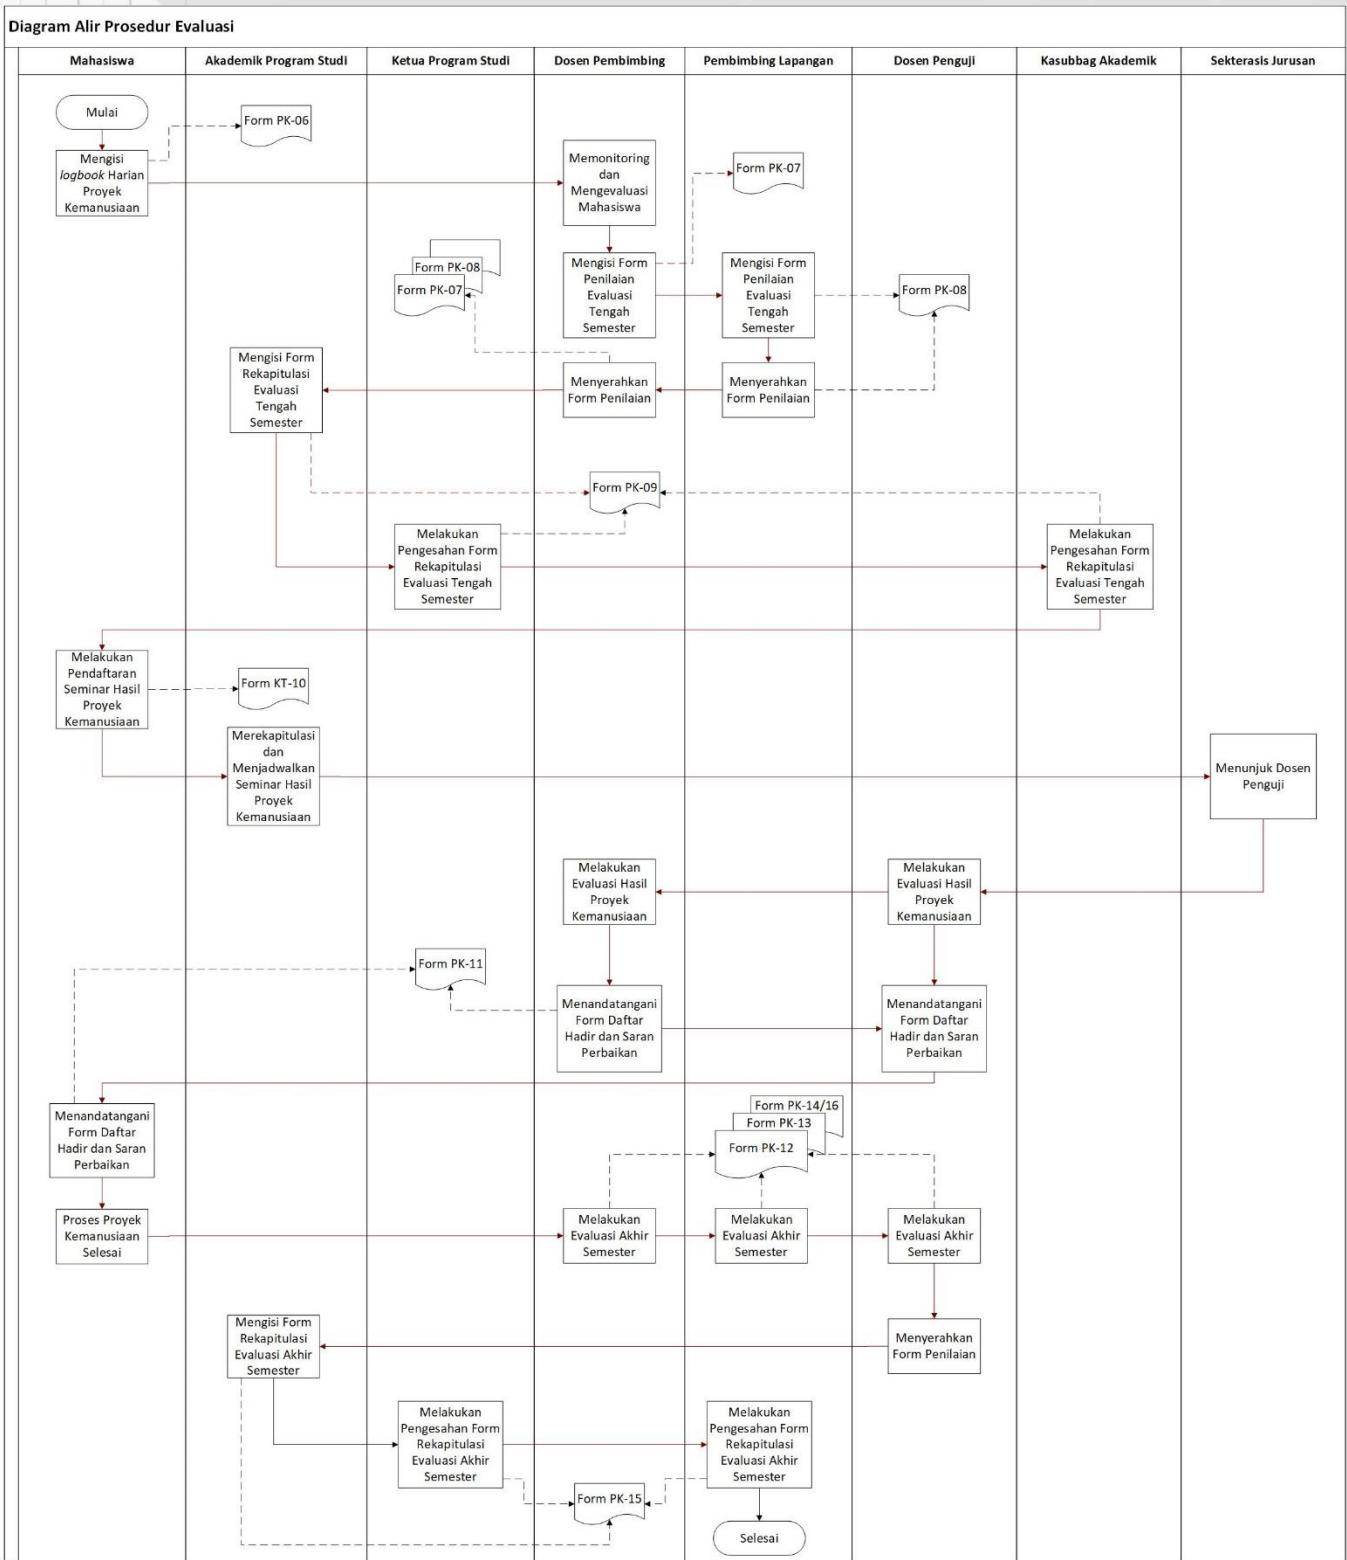 Diagram Alir Prosedur Evaluasi
Mahasiswa
Akademik Program Studi
Ketua Program Studi
Dosen Pembimbing
Pembimbing Lapangan
Dosen Penguji
Kasubbag Akademik
Sekterasis Jurusan
Mulai
Form PK-06
Mengisi
logbook Harian
Proyek
Kemanusiaan
Memonitoring
dan
Mengevaluasi
Mahasiswa
Form PK-07
Form PK-08
Form PK-07
Mengisi Form
Penilaian
Evaluasi
Tengah
Semester
Mengisi Form
Penilaian
Evaluasi
Tengah
Semester
Form PK-08
Mengisi Form
Rekapitulasi
Evaluasi
Tengah
Semester
Menyerahkan
Form Penilaian
Menyerahkan
Form Penilaian
Form PK-09
Melakukan
Pengesahan Form
Rekapitulasi
Evaluasi Tengah
Semester
Melakukan
Pengesahan Form
Rekapitulasi
Evaluasi Tengah
Semester
Melakukan
Pendaftaran
Seminar Hasil
Proyek
Kemanusiaan
Form KT-10
Merekapitulasi
dan
Menjadwalkan
Seminar Hasil
Proyek
Kemanusiaan
Menunjuk Dosen
Penguji
Melakukan
Evaluasi Hasil
Proyek
Kemanusiaan
Melakukan
Evaluasi Hasil
Proyek
Kemanusiaan
Form PK-11
Menandatangani
Form Daftar
Hadir dan Saran
Perbaikan
Menandatangani
Form Daftar
Hadir dan Saran
Perbaikan
Menandatangani
Form Daftar
Hadir dan Saran
Perbaikan
Form PK-14/16
Form PK-13
Form PK-12
Proses Proyek
Kemanusiaan
Selesai
Melakukan
Evaluasi Akhir
Semester
Melakukan
Evaluasi Akhir
Semester
Melakukan
Evaluasi Akhir
Semester
Mengisi Form
Rekapitulasi
Evaluasi Akhir
Semester
Menyerahkan
Form Penilaian
Melakukan
Pengesahan Form
Rekapitulasi
Evaluasi Akhir
Semester
Melakukan
Pengesahan Form
Rekapitulasi
Evaluasi Akhir
Semester
Form PK-15
Selesai